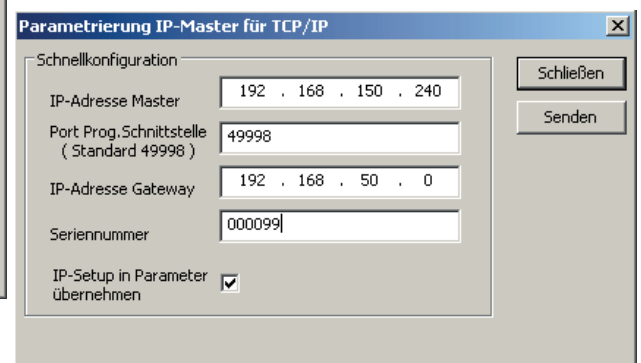 Parametrierung IP-Master für TCP/IP
Schnellkonfiguration
IP-Adresse Master
192 . 168 . 150 . 240
Port Prog.Schnittstelle
( Standard 49998 )
49998
IP-Adresse Gateway
192 . 168 . 50 . 0
Seriennummer
000099
IP-Setup in Parameter
übernehmen
Schließen
Senden